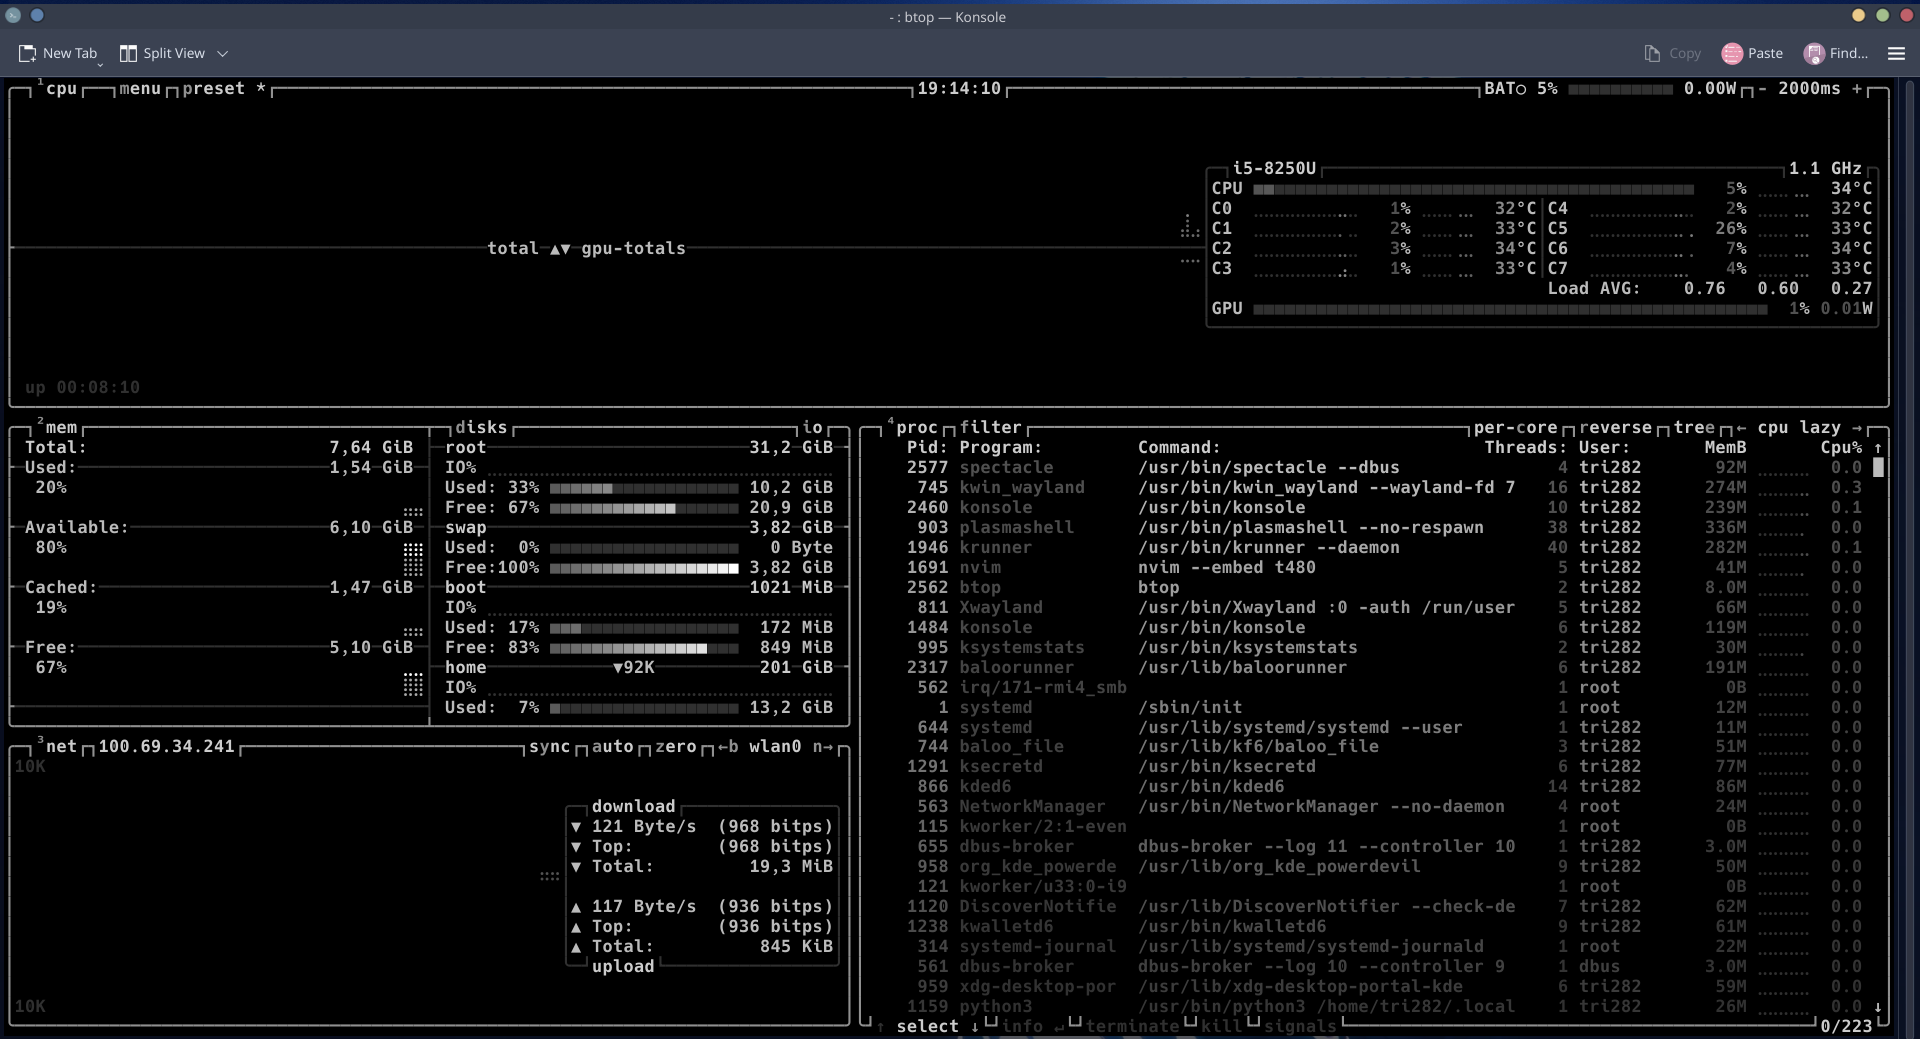 - : btop — Konsole
New Tab Split View Copy Paste Find...
1cpu menu preset * 19:14:10 BAT○ 5% 0.00W - 2000ms +
i5-8250U 1.1 GHz
CPU 5% 34°C
C0 1% 32°C C4 2% 32°C
C1 2% 33°C C5 26% 33°C
total ▲▼ gpu-totals
C2 3% 34°C C6 7% 34°C
C3 1% 33°C C7 4% 33°C
Load AVG: 0.76 0.60 0.27
GPU 1% 0.01W
up 00:08:10
2mem
Total: 7,64 GiB
Used: 1,54 GiB
20%
Available: 6,10 GiB
80%
Cached: 1,47 GiB
19%
Free: 5,10 GiB
67%
disks io
root 31,2 GiB
IO%
Used: 33% 10,2 GiB
Free: 67% 20,9 GiB
swap 3,82 GiB
Used: 0% 0 Byte
Free:100% 3,82 GiB
boot 1021 MiB
IO%
Used: 17% 172 MiB
Free: 83% 849 MiB
home ▼92K 201 GiB
IO%
Used: 7% 13,2 GiB
3net 100.69.34.241 sync auto zero ←b wlan0 n→
10K
download
▼ 121 Byte/s (968 bitps)
▼ Top: (968 bitps)
▼ Total: 19,3 MiB
▲ 117 Byte/s (936 bitps)
▲ Top: (936 bitps)
▲ Total: 845 KiB
upload
10K
4proc filter per-core reverse tree ← cpu lazy →
Pid: Program: Command: Threads: User: MemB Cpu% ↑
2577 spectacle /usr/bin/spectacle --dbus 4 tri282 92M 0.0
745 kwin_wayland /usr/bin/kwin_wayland --wayland-fd 7 16 tri282 274M 0.3
2460 konsole /usr/bin/konsole 10 tri282 239M 0.1
903 plasmashell /usr/bin/plasmashell --no-respawn 38 tri282 336M 0.0
1946 krunner /usr/bin/krunner --daemon 40 tri282 282M 0.1
1691 nvim nvim --embed t480 5 tri282 41M 0.0
2562 btop btop 2 tri282 8.0M 0.0
811 Xwayland /usr/bin/Xwayland :0 -auth /run/user 5 tri282 66M 0.0
1484 konsole /usr/bin/konsole 6 tri282 119M 0.0
995 ksystemstats /usr/bin/ksystemstats 2 tri282 30M 0.0
2317 baloorunner /usr/lib/baloorunner 6 tri282 191M 0.0
562 irq/171-rmi4_smb 1 root 0B 0.0
1 systemd /sbin/init 1 root 12M 0.0
644 systemd /usr/lib/systemd/systemd --user 1 tri282 11M 0.0
744 baloo_file /usr/lib/kf6/baloo_file 3 tri282 51M 0.0
1291 ksecretd /usr/bin/ksecretd 6 tri282 77M 0.0
866 kded6 /usr/bin/kded6 14 tri282 86M 0.0
563 NetworkManager /usr/bin/NetworkManager --no-daemon 4 root 24M 0.0
115 kworker/2:1-even 1 root 0B 0.0
655 dbus-broker dbus-broker --log 11 --controller 10 1 tri282 3.0M 0.0
958 org_kde_powerde /usr/lib/org_kde_powerdevil 9 tri282 50M 0.0
121 kworker/u33:0-i9 1 root 0B 0.0
1120 DiscoverNotifie /usr/lib/DiscoverNotifier --check-de 7 tri282 62M 0.0
1238 kwalletd6 /usr/bin/kwalletd6 9 tri282 61M 0.0
314 systemd-journal /usr/lib/systemd/systemd-journald 1 root 22M 0.0
561 dbus-broker dbus-broker --log 10 --controller 9 1 dbus 3.0M 0.0
959 xdg-desktop-por /usr/lib/xdg-desktop-portal-kde 6 tri282 59M 0.0
1159 python3 /usr/bin/python3 /home/tri282/.local 1 tri282 26M 0.0 ↓
↑ select ↓ info ↵ terminate kill signals 0/223